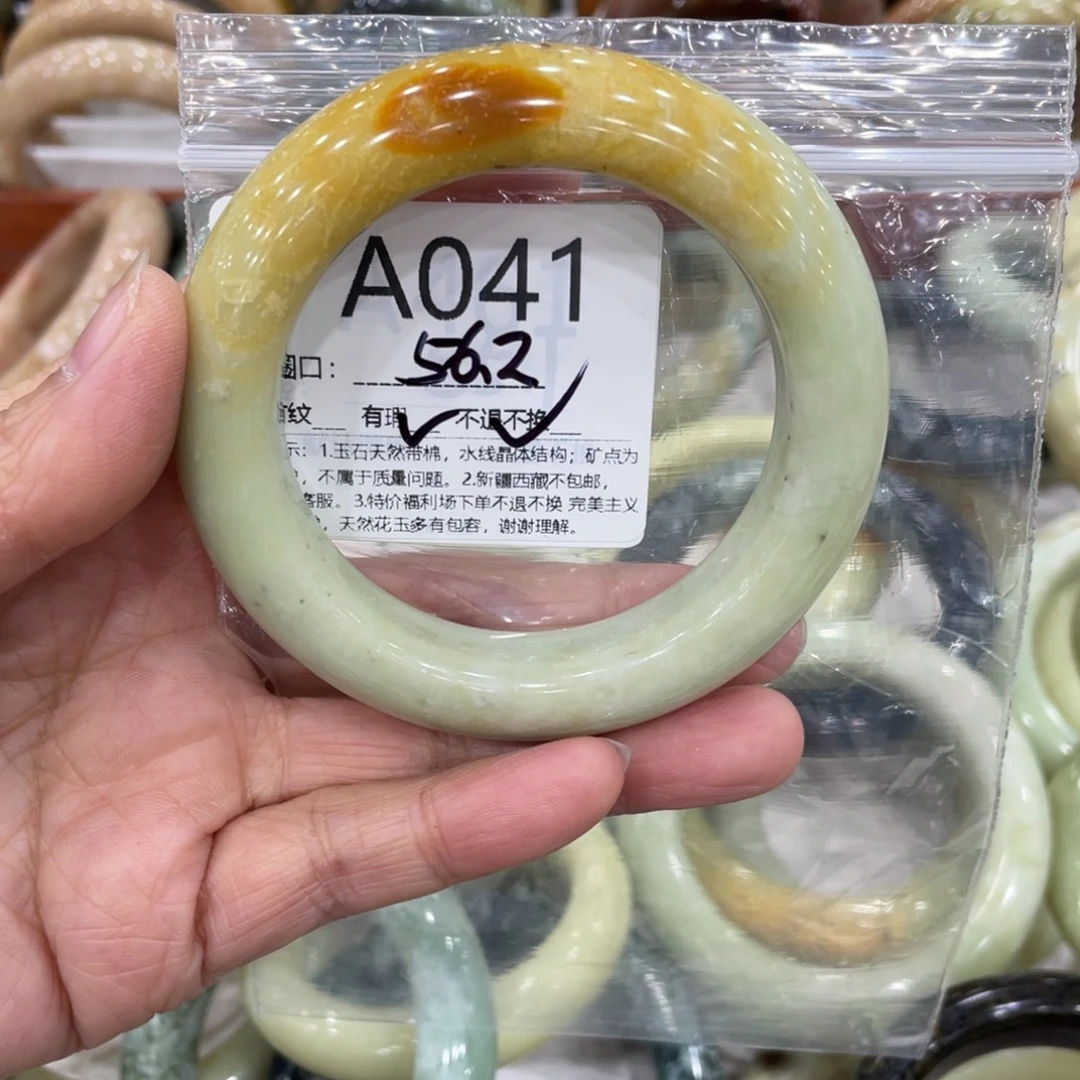 A041
圈口：56.2
纹 有瑕 不退不换
示：1.玉石天然带棉，水线晶体结构；矿点为
，不属于质量问题。2.新疆西藏不包邮，
客服。3.特价福利场下单不退不换 完美主义
，天然花玉多有包容，谢谢理解。